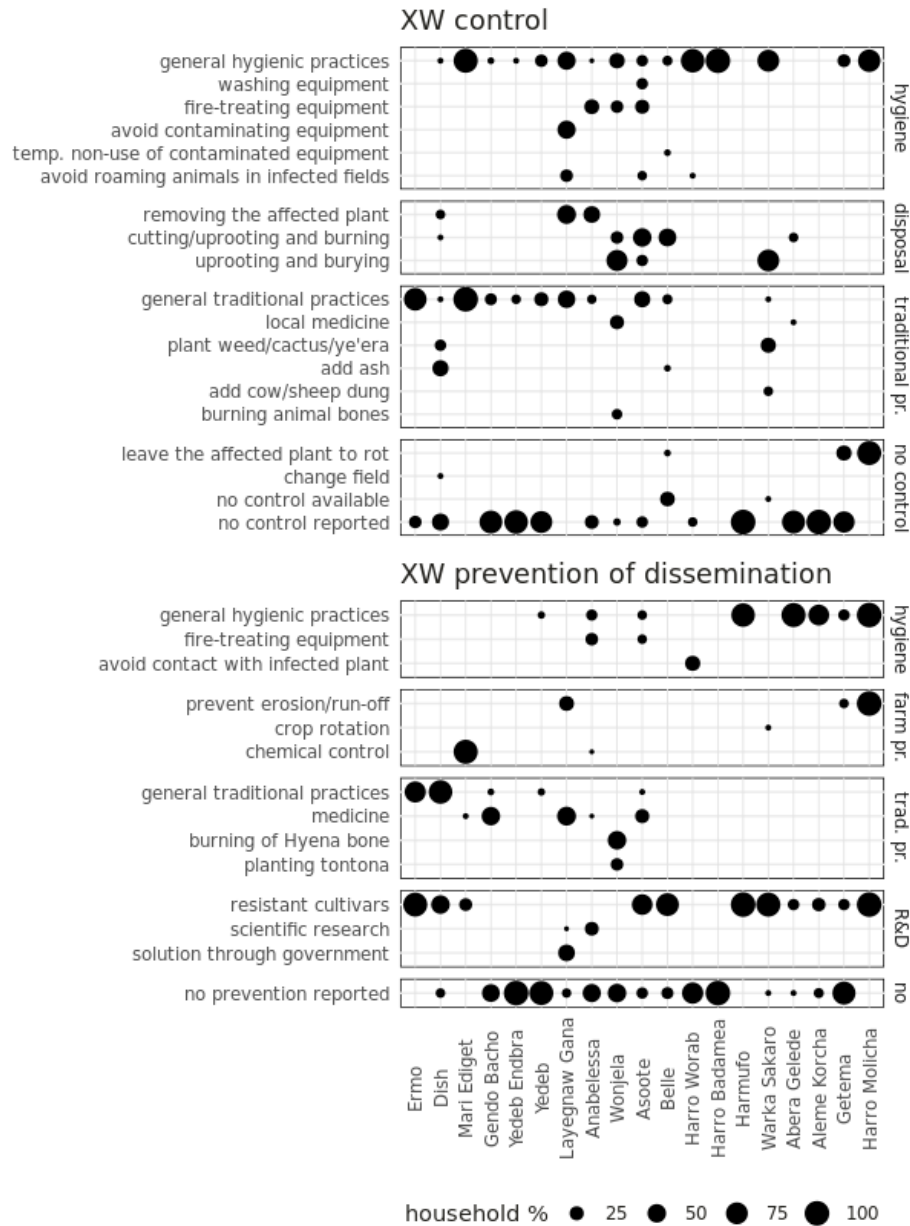 XW control
general hygienic practices
washing equipment
fire-treating equipment
avoid contaminating equipment
temp. non-use of contaminated equipment
avoid roaming animals in infected fields
hygiene
removing the affected plant
cutting/uprooting and burning
uprooting and burying
disposal
general traditional practices
local medicine
plant weed/cactus/ye'era
add ash
add cow/sheep dung
burning animal bones
traditional pr.
leave the affected plant to rot
change field
no control available
no control reported
no control
XW prevention of dissemination
general hygienic practices
fire-treating equipment
avoid contact with infected plant
hygiene
prevent erosion/run-off
crop rotation
chemical control
farm pr.
general traditional practices
medicine
burning of Hyena bone
planting tontona
trad. pr.
resistant cultivars
scientific research
solution through government
R&D
no prevention reported
no
Ermo
Dish
Mari Ediget
Gendo Bacho
Yedeb Endbra
Yedeb
Layegnaw Gana
Anabelessa
Wonjela
Asoote
Belle
Harro Worab
Harro Badamea
Harmufo
Warka Sakaro
Abera Gelede
Aleme Korcha
Getema
Harro Molicha
household % 25 50 75 100